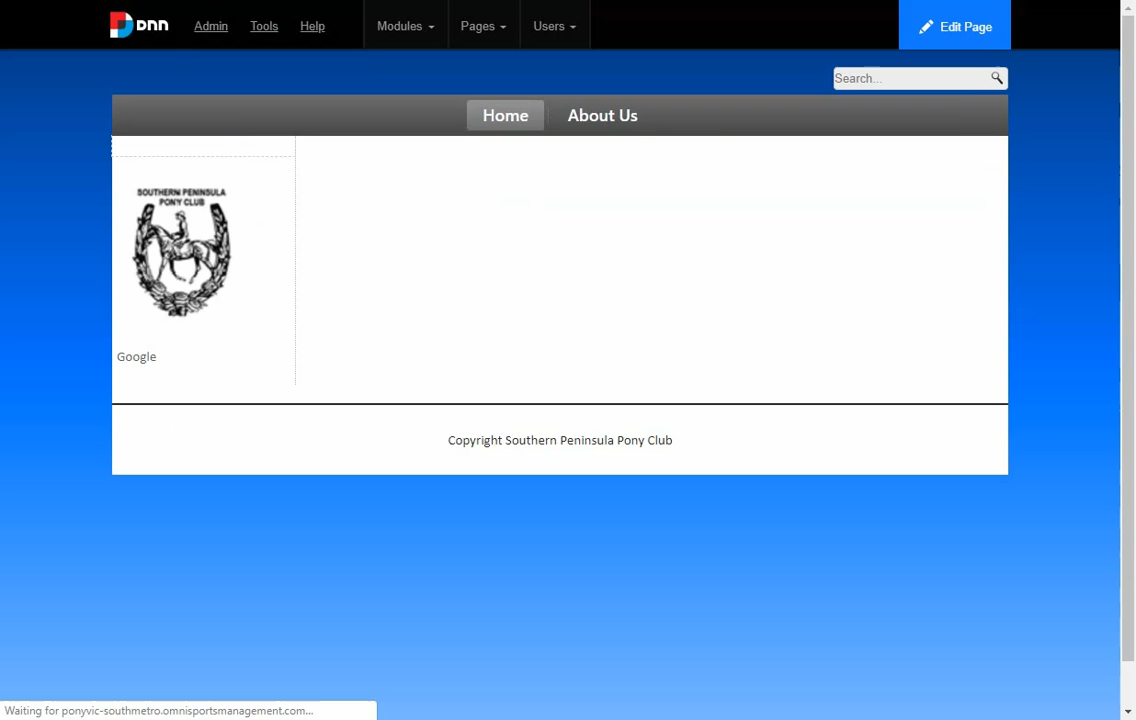 DNN
Admin Tools Help Modules Pages Users Edit Page
Search...
Home About Us
SOUTHERN PENINSULA
PONY CLUB
Google
Copyright Southern Peninsula Pony Club
Waiting for ponyvic-southmetro.omnisportsmanagement.com...